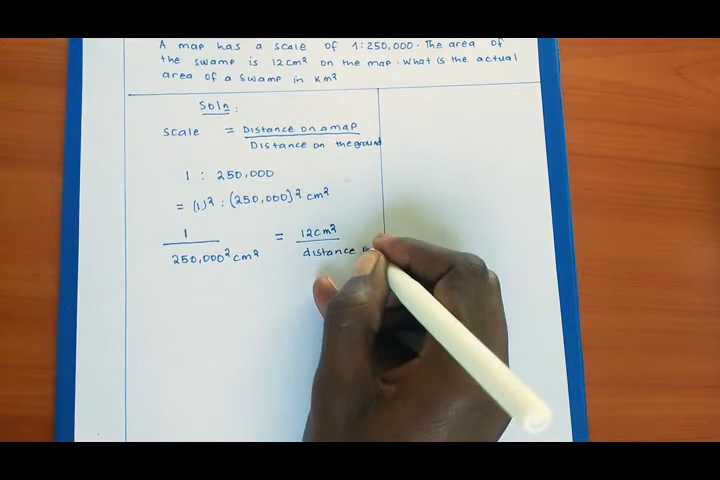 A map has a scale of 1:250,000. The area of
the swamp is 12cm² on the map. What is the actual
area of a swamp in Km²
Soln:
scale = Distance on a map
Distance on the ground
1 : 250,000
= (1)² : (250,000)² cm²
1 = 12cm²
250,000² cm² distance